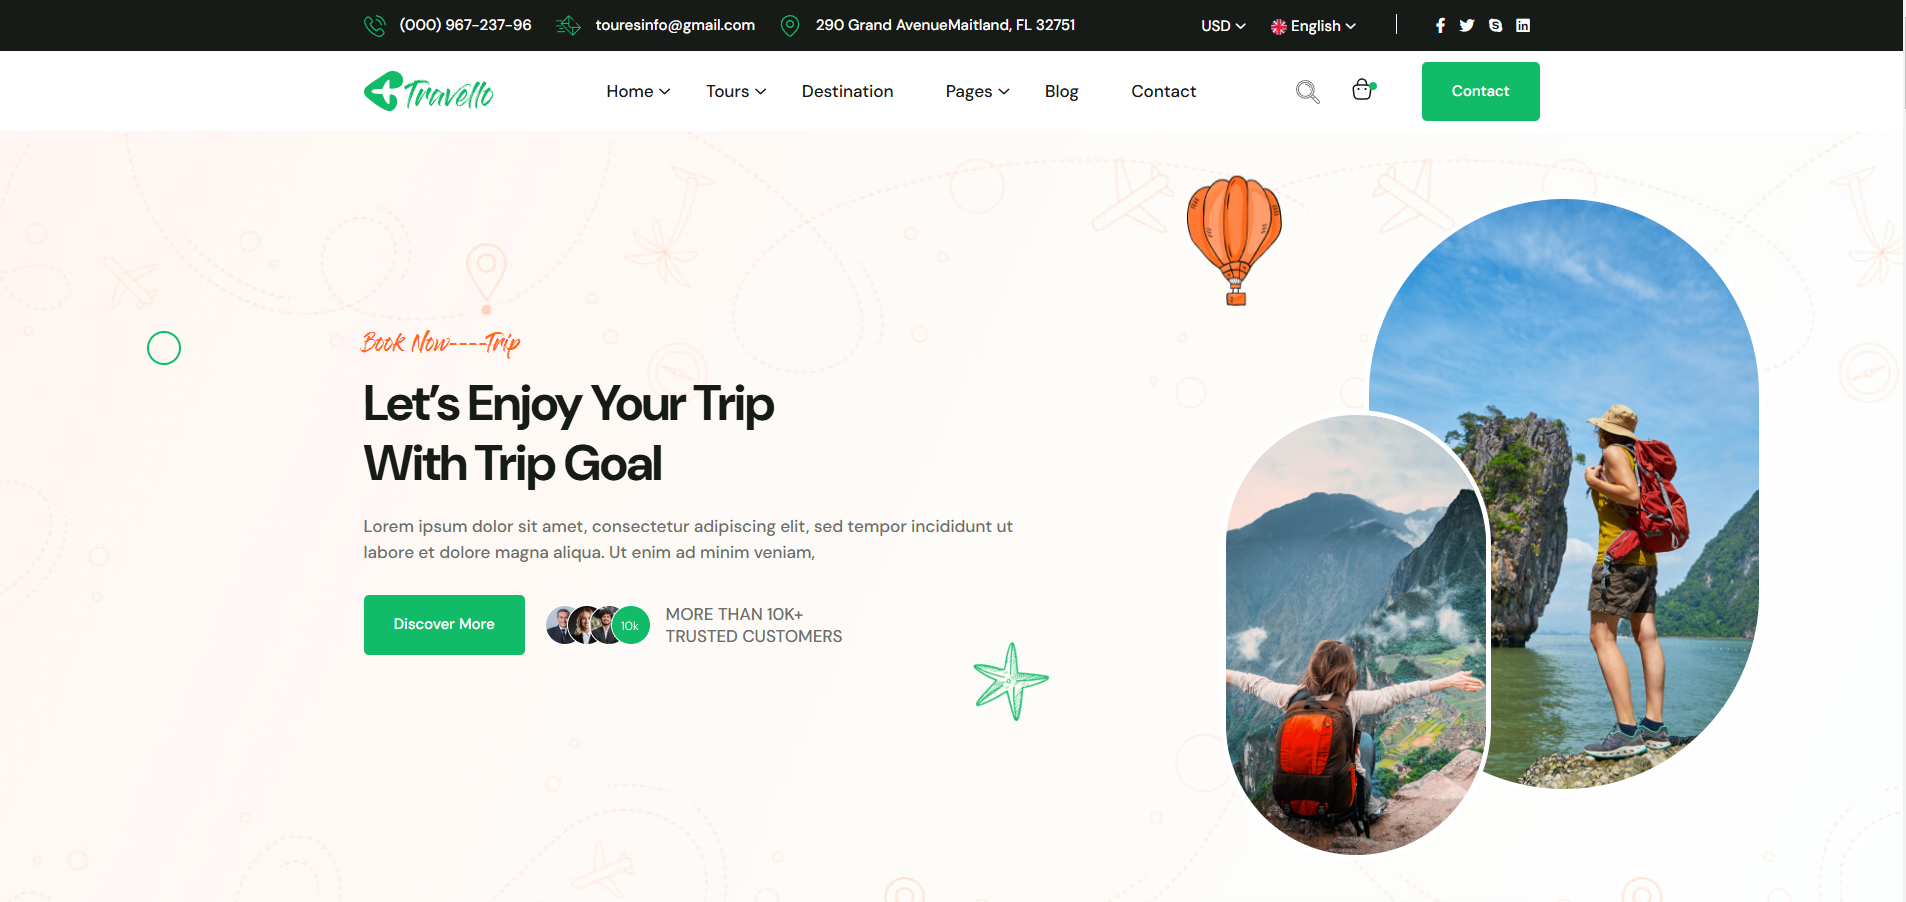 (000) 967-237-96
touresinfo@gmail.com
290 Grand AvenueMaitland, FL 32751
USD
English
Travello
Home
Tours
Destination
Pages
Blog
Contact
Contact
Book Now----Trip
Let's Enjoy Your Trip
With Trip Goal
Lorem ipsum dolor sit amet, consectetur adipiscing elit, sed tempor incididunt ut
labore et dolore magna aliqua. Ut enim ad minim veniam,
Discover More
10k
MORE THAN 10K+
TRUSTED CUSTOMERS